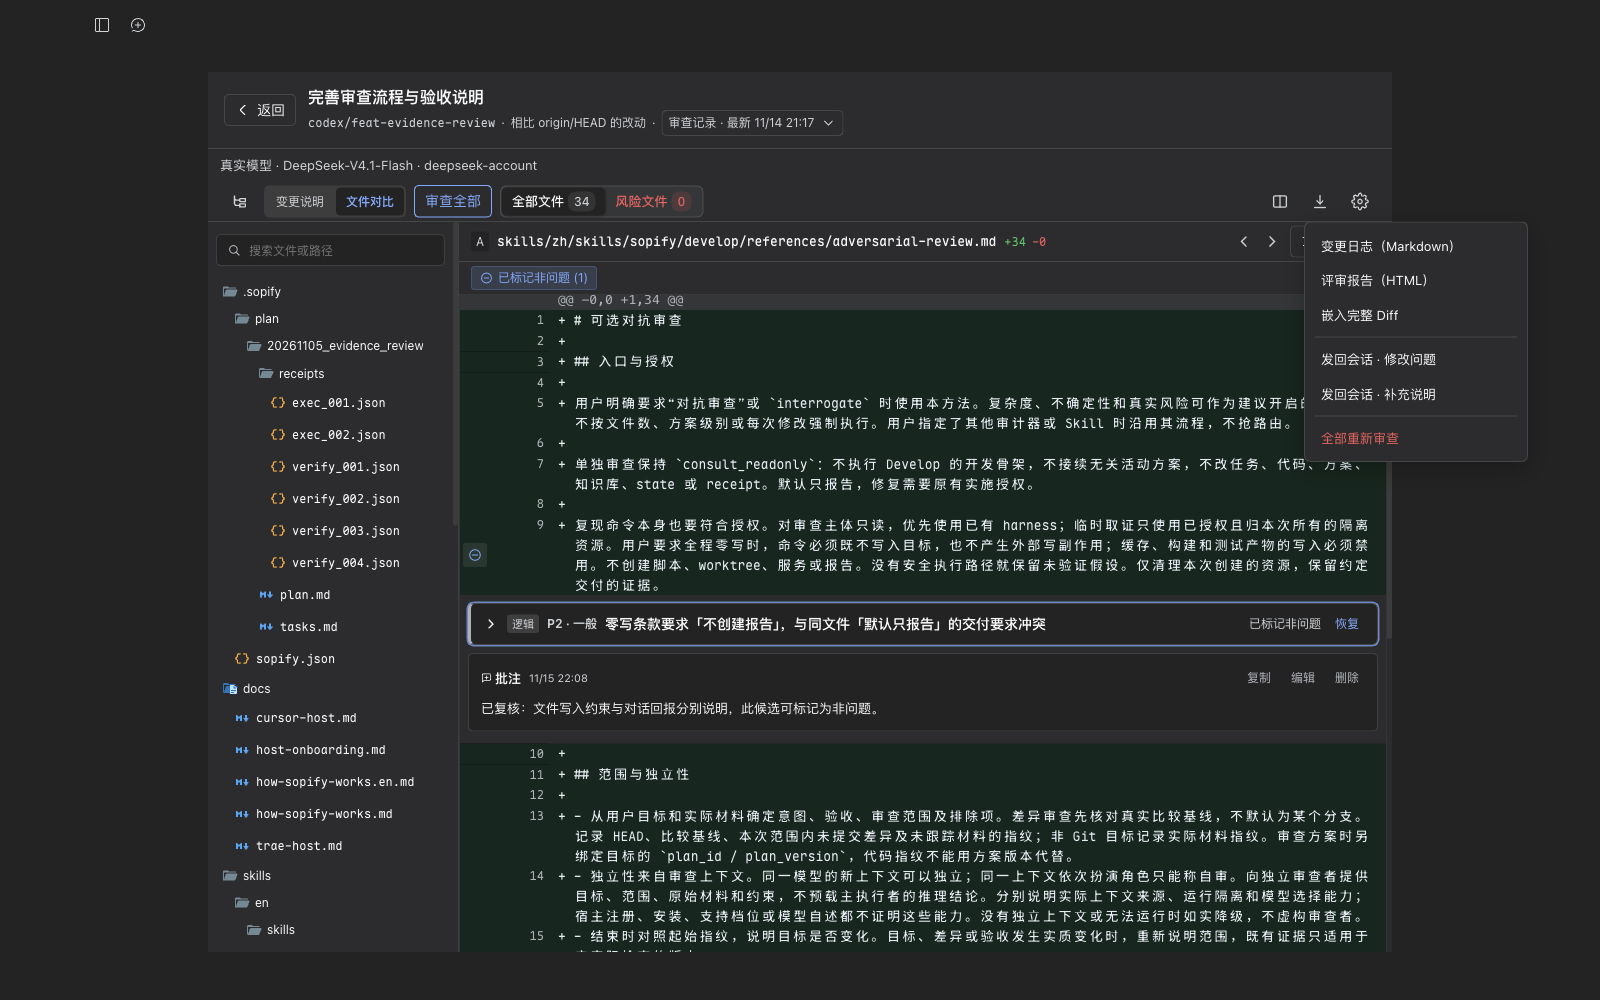 返回
完善审查流程与验收说明
codex/feat-evidence-review · 相比 origin/HEAD 的改动 · 审查记录 · 最新 11/14 21:17
真实模型 · DeepSeek-V4.1-Flash · deepseek-account
变更说明 文件对比 审查全部 全部文件 34 风险文件 0
搜索文件或路径
.sopify
plan
20261105_evidence_review
receipts
{} exec_001.json
{} exec_002.json
{} verify_001.json
{} verify_002.json
{} verify_003.json
{} verify_004.json
M↓ plan.md
M↓ tasks.md
{} sopify.json
docs
M↓ cursor-host.md
M↓ host-onboarding.md
M↓ how-sopify-works.en.md
M↓ how-sopify-works.md
M↓ trae-host.md
skills
en
skills
A skills/zh/skills/sopify/develop/references/adversarial-review.md +34 -0
已标记非问题 (1)
@@ -0,0 +1,34 @@
1 + # 可选对抗审查
2 +
3 + ## 入口与授权
4 +
5 + 用户明确要求“对抗审查”或 `interrogate` 时使用本方法。复杂度、不确定性和真实风险可作为建议开启的
不按文件数、方案级别或每次修改强制执行。用户指定了其他审计器或 Skill 时沿用其流程，不抢路由。
6 +
7 + 单独审查保持 `consult_readonly`：不执行 Develop 的开发骨架，不接续无关活动方案，不改任务、代码、方案、
知识库、state 或 receipt。默认只报告，修复需要原有实施授权。
8 +
9 + 复现命令本身也要符合授权。对审查主体只读，优先使用已有 harness；临时取证只使用已授权且归本次所有的隔离
资源。用户要求全程零写时，命令必须既不写入目标，也不产生外部写副作用；缓存、构建和测试产物的写入必须禁
用。不创建脚本、worktree、服务或报告。没有安全执行路径就保留未验证假设。仅清理本次创建的资源，保留约定
交付的证据。
逻辑 P2 · 一般 零写条款要求「不创建报告」，与同文件「默认只报告」的交付要求冲突 已标记非问题 恢复
批注 11/15 22:08 复制 编辑 删除
已复核：文件写入约束与对话回报分别说明，此候选可标记为非问题。
10 +
11 + ## 范围与独立性
12 +
13 + - 从用户目标和实际材料确定意图、验收、审查范围及排除项。差异审查先核对真实比较基线，不默认为某个分支。
记录 HEAD、比较基线、本次范围内未提交差异及未跟踪材料的指纹；非 Git 目标记录实际材料指纹。审查方案时另
绑定目标的 `plan_id / plan_version`，代码指纹不能用方案版本代替。
14 + - 独立性来自审查上下文。同一模型的新上下文可以独立；同一上下文依次扮演角色只能称自审。向独立审查者提供
目标、范围、原始材料和约束，不预载主执行者的推理结论。分别说明实际上下文来源、运行隔离和模型选择能力；
宿主注册、安装、支持档位或模型自述都不证明这些能力。没有独立上下文或无法运行时如实降级，不虚构审查者。
15 + - 结束时对照起始指纹，说明目标是否变化。目标、差异或验收发生实质变化时，重新说明范围，既有证据只适用于
变更日志（Markdown）
评审报告（HTML）
嵌入完整 Diff
发回会话 · 修改问题
发回会话 · 补充说明
全部重新审查